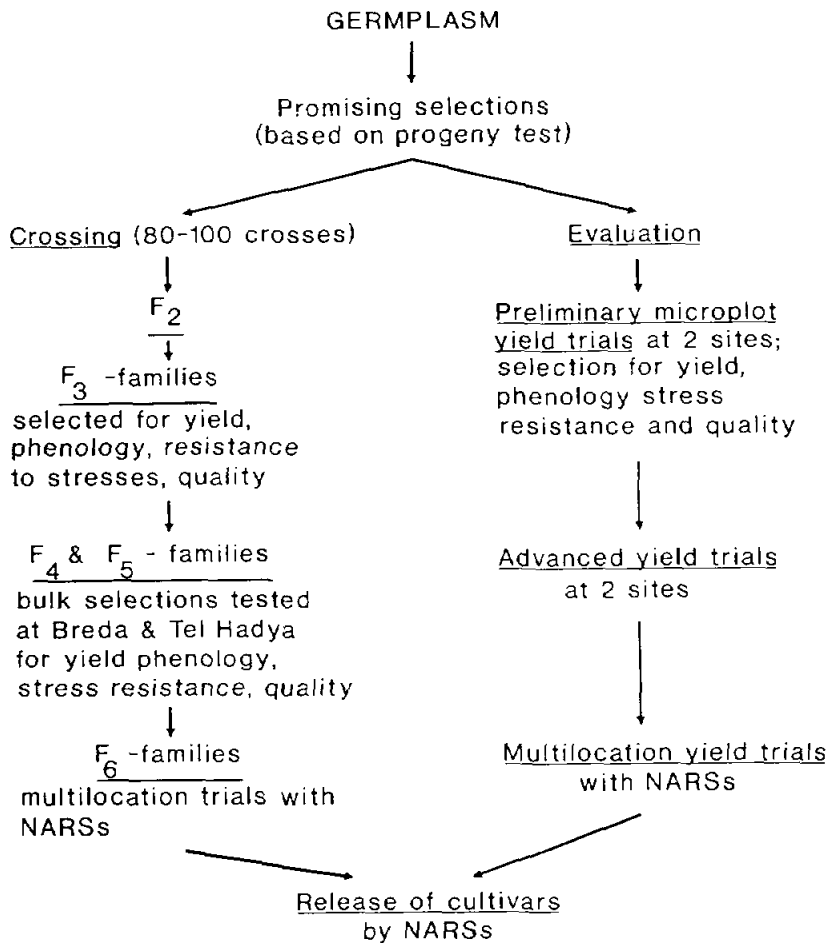 GERMPLASM
Promising selections
(based on progeny test)
Crossing (80-100 crosses)
F2
F3 -families
selected for yield,
phenology, resistance
to stresses, quality
F4 & F5 - families
bulk selections tested
at Breda & Tel Hadya
for yield phenology,
stress resistance, quality
F6 -families
multilocation trials with
NARSs
Evaluation
Preliminary microplot
yield trials at 2 sites;
selection for yield,
phenology stress
resistance and quality
Advanced yield trials
at 2 sites
Multilocation yield trials
with NARSs
Release of cultivars
by NARSs